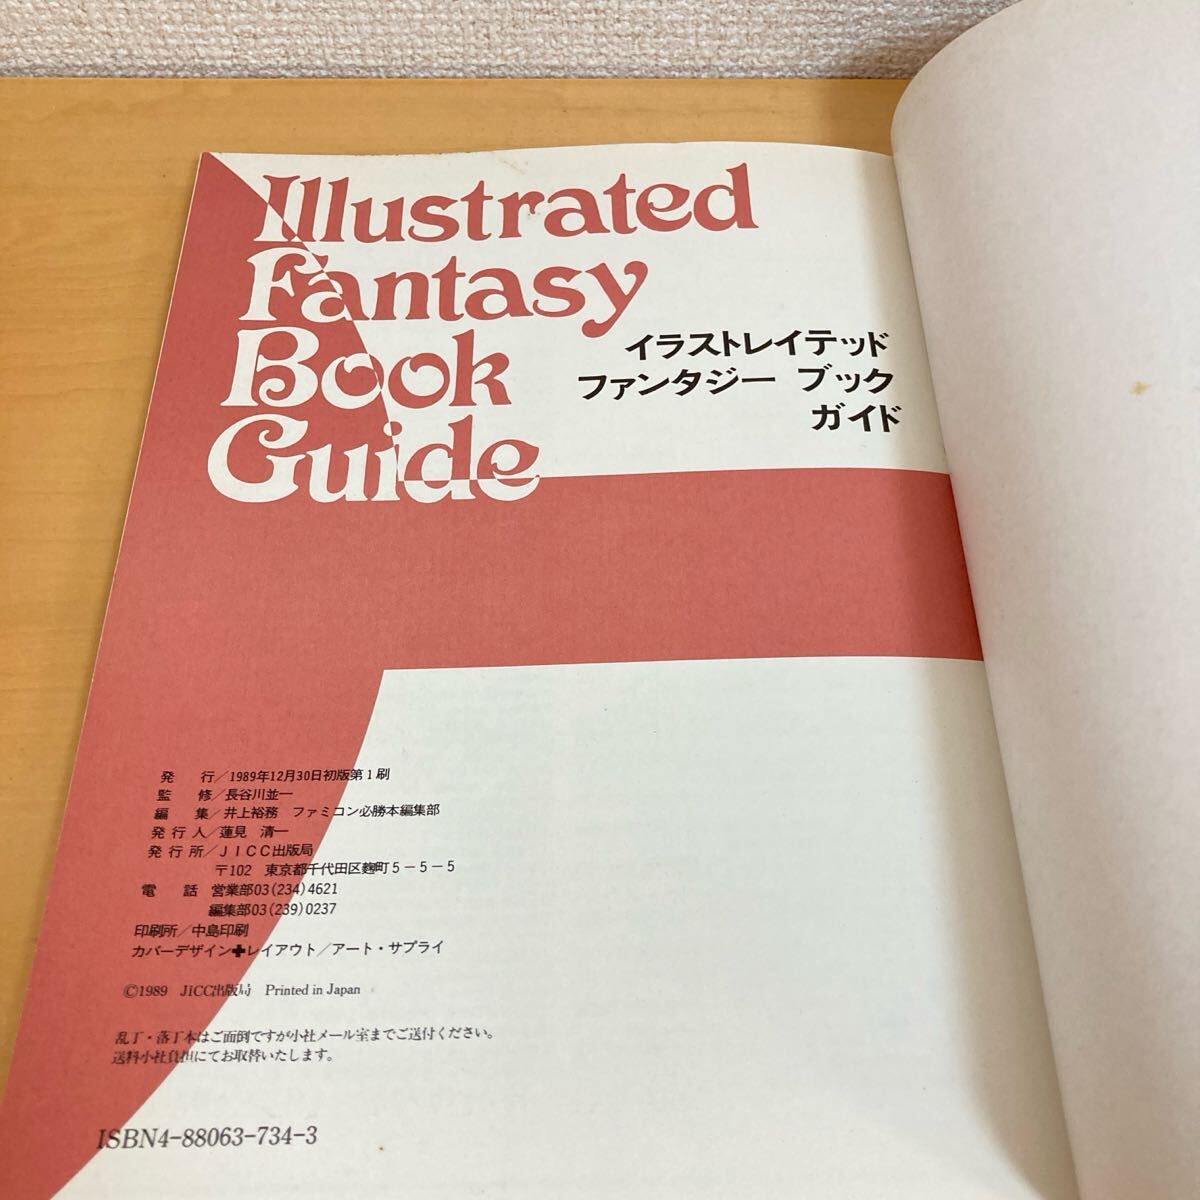 Illustrated
Fantasy
Book
Guide
イラストレイテッド
ファンタジー ブック
ガイド
発 行/1989年12月30日初版第1刷
監 修/長谷川並一
編 集/井上裕務 ファミコン必勝本編集部
発行人/蓮見 清一
発行所/JICC出版局
〒102 東京都千代田区麴町5-5-5
電 話 営業部03(234)4621
編集部03(239)0237
印刷所/中島印刷
カバーデザイン✚レイアウト/アート・サプライ
©1989 JICC出版局 Printed in Japan
乱丁・落丁本はご面倒ですが小社メール室までご送付ください。
送料小社負担にてお取替いたします。
ISBN4-88063-734-3